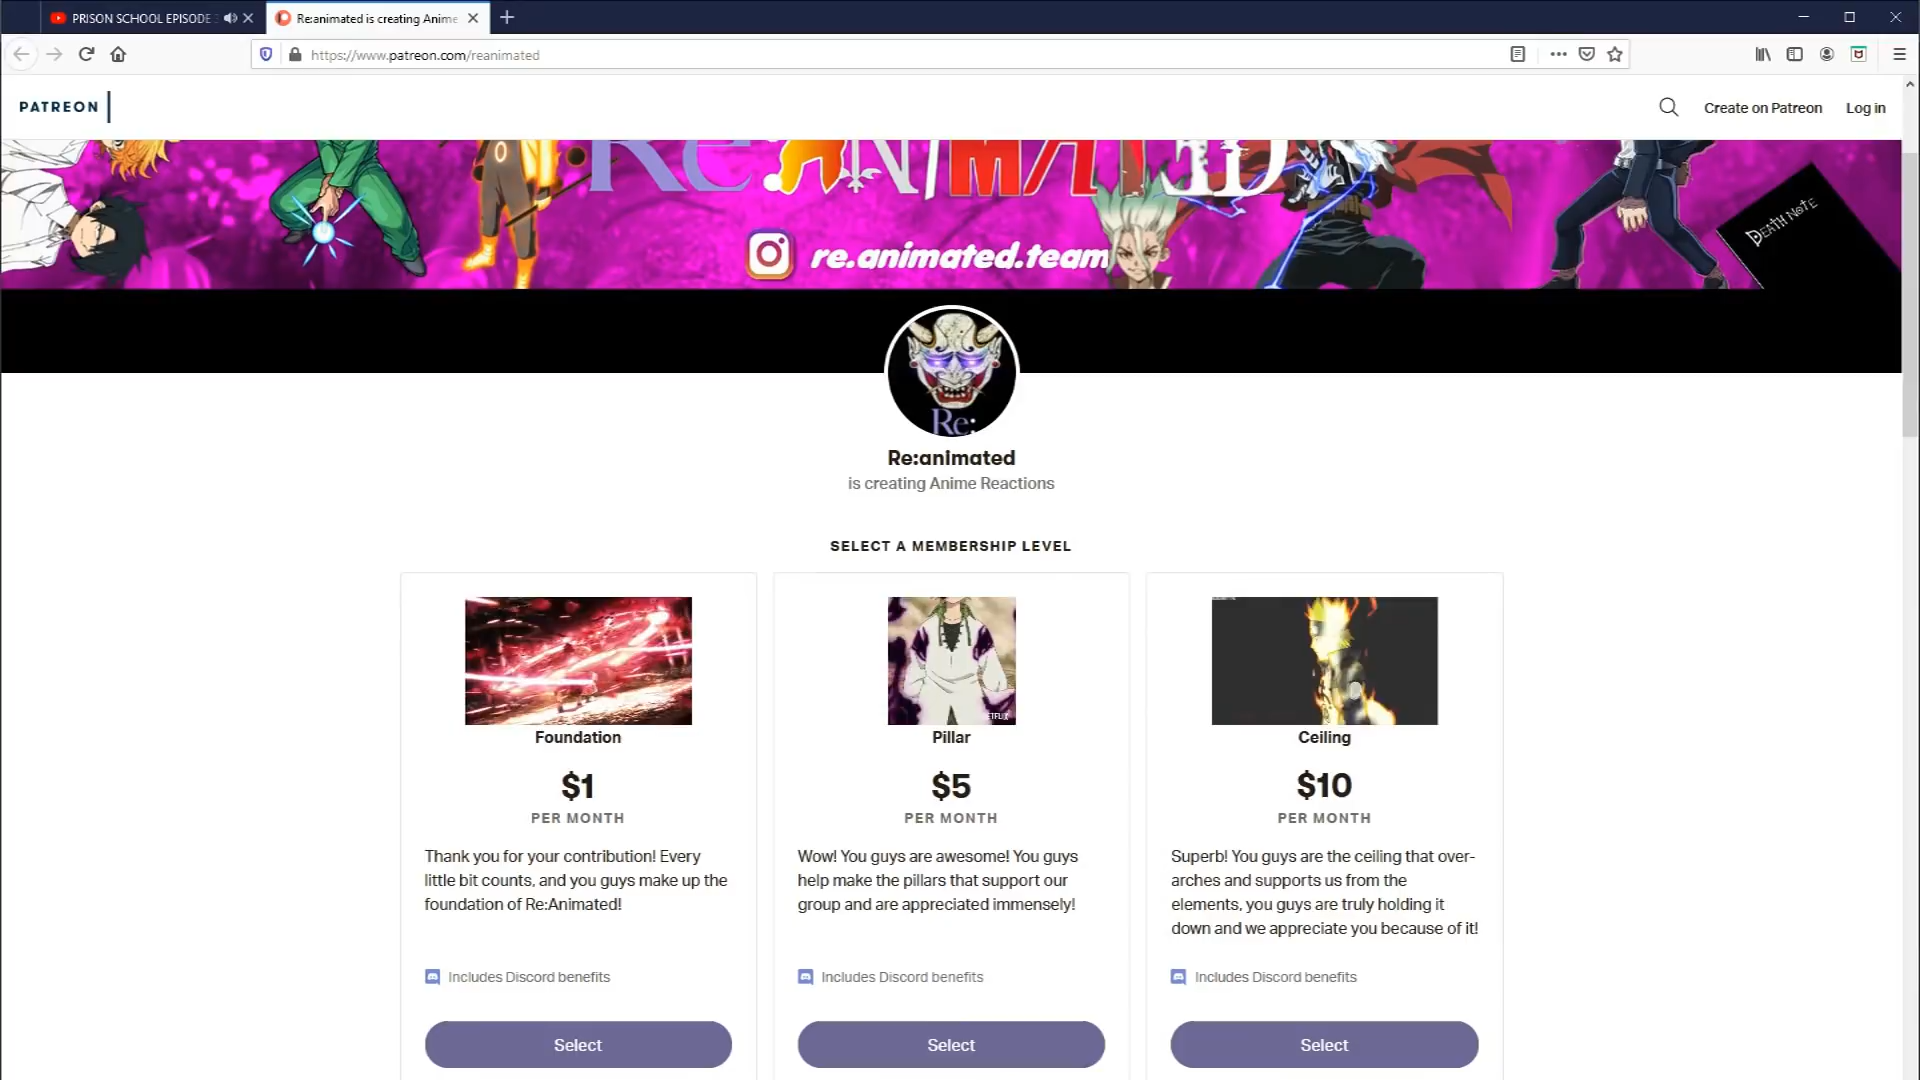 PRISON SCHOOL EPISODE
Re:animated is creating Anime
https://www.patreon.com/reanimated
PATREON
Create on Patreon
Log in
Re:ANIMATED
re.animated.team
DEATH NOTE
Re:
Re:animated
is creating Anime Reactions
SELECT A MEMBERSHIP LEVEL
Foundation
$1
PER MONTH
Thank you for your contribution! Every
little bit counts, and you guys make up the
foundation of Re:Animated!
Includes Discord benefits
Select
Pillar
$5
PER MONTH
Wow! You guys are awesome! You guys
help make the pillars that support our
group and are appreciated immensely!
Includes Discord benefits
Select
Ceiling
$10
PER MONTH
Superb! You guys are the ceiling that over-
arches and supports us from the
elements, you guys are truly holding it
down and we appreciate you because of it!
Includes Discord benefits
Select